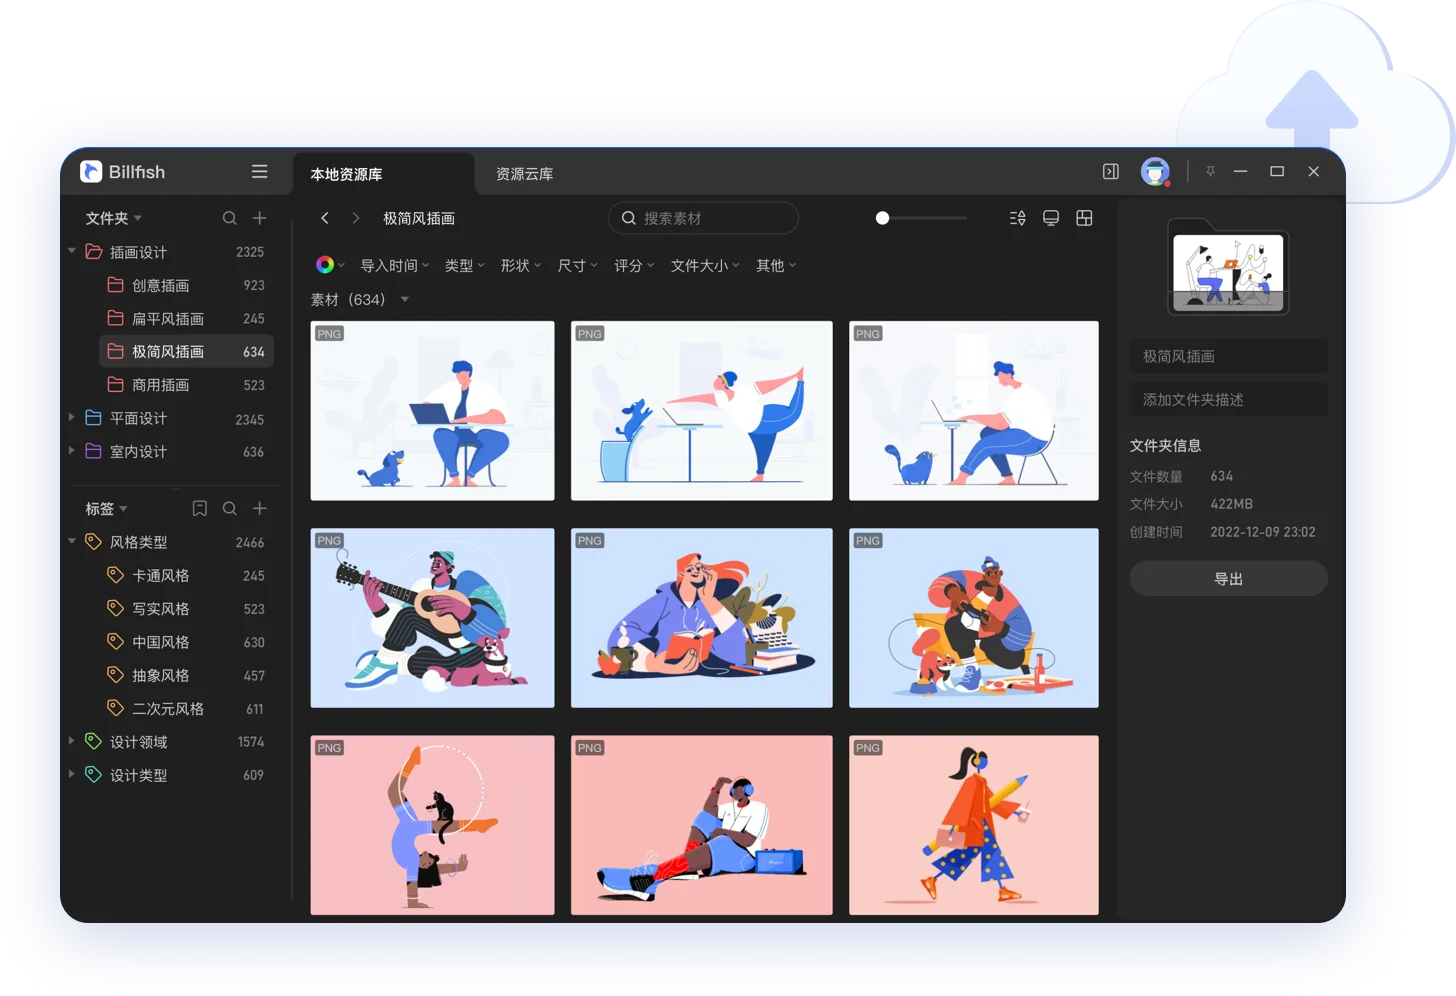 Billfish
本地资源库
资源云库
文件夹
插画设计 2325
创意插画 923
扁平风插画 245
极简风插画 634
商用插画 523
平面设计 2345
室内设计 636
标签
风格类型 2466
卡通风格 245
写实风格 523
中国风格 630
抽象风格 457
二次元风格 611
设计领域 1574
设计类型 609
极简风插画
搜索素材
导入时间 类型 形状 尺寸 评分 文件大小 其他
素材（634）
PNG PNG PNG
PNG PNG PNG
PNG PNG PNG
极简风插画
添加文件夹描述
文件夹信息
文件数量 634
文件大小 422MB
创建时间 2022-12-09 23:02
导出